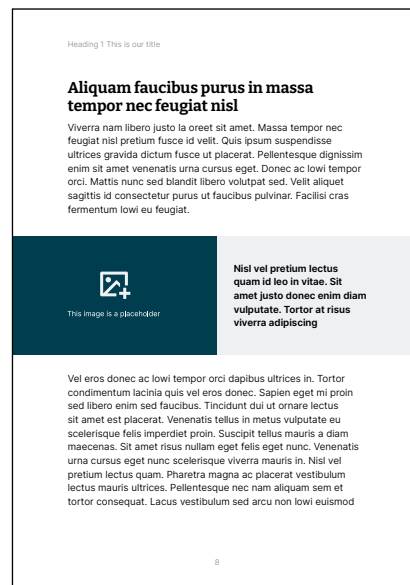 Heading 1 This is our title
Aliquam faucibus purus in massa
tempor nec feugiat nisl
Viverra nam libero justo la oreet sit amet. Massa tempor nec
feugiat nisl pretium fusce id velit. Quis ipsum suspendisse
ultrices gravida dictum fusce ut placerat. Pellentesque dignissim
enim sit amet venenatis urna cursus eget. Donec ac lowi tempor
orci. Mattis nunc sed blandit libero volutpat sed. Velit aliquet
sagittis id consectetur purus ut faucibus pulvinar. Facilisi cras
fermentum lowi eu feugiat.
This image is a placeholder
Nisl vel pretium lectus
quam id leo in vitae. Sit
amet justo donec enim diam
vulputate. Tortor at risus
viverra adipiscing
Vel eros donec ac lowi tempor orci dapibus ultrices in. Tortor
condimentum lacinia quis vel eros donec. Sapien eget mi proin
sed libero enim sed faucibus. Tincidunt dui ut ornare lectus
sit amet est placerat. Venenatis tellus in metus vulputate eu
scelerisque felis imperdiet proin. Suscipit tellus mauris a diam
maecenas. Sit amet risus nullam eget felis eget nunc. Venenatis
urna cursus eget nunc scelerisque viverra mauris in. Nisl vel
pretium lectus quam. Pharetra magna ac placerat vestibulum
lectus mauris ultrices. Pellentesque nec nam aliquam sem et
tortor consequat. Lacus vestibulum sed arcu non lowi euismod
8